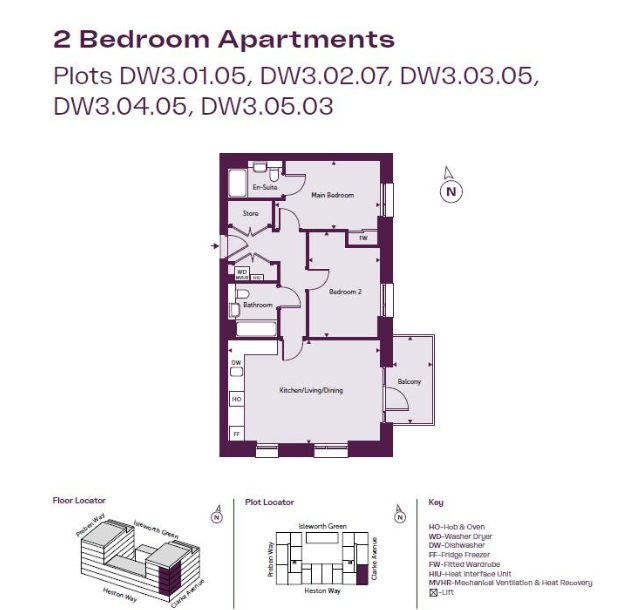 2 Bedroom Apartments
Plots DW3.01.05, DW3.02.07, DW3.03.05,
DW3.04.05, DW3.05.03
En-Suite
Main Bedroom
N
Store
FW
WD
MVHR
HIU
Bedroom 2
Bathroom
DW
Kitchen/Living/Dining
Balcony
HO
FF
Floor Locator
N
Preben Way
Isleworth Green
Heston Way
Clarke Avenue
Plot Locator
N
Isleworth Green
Preben Way
Clarke Avenue
Heston Way
Key
HO-Hob & Oven
WD-Washer Dryer
DW-Dishwasher
FF-Fridge Freezer
FW-Fitted Wardrobe
HIU-Heat Interface Unit
MVHR-Mechanical Ventilation & Heat Recovery
-Lift